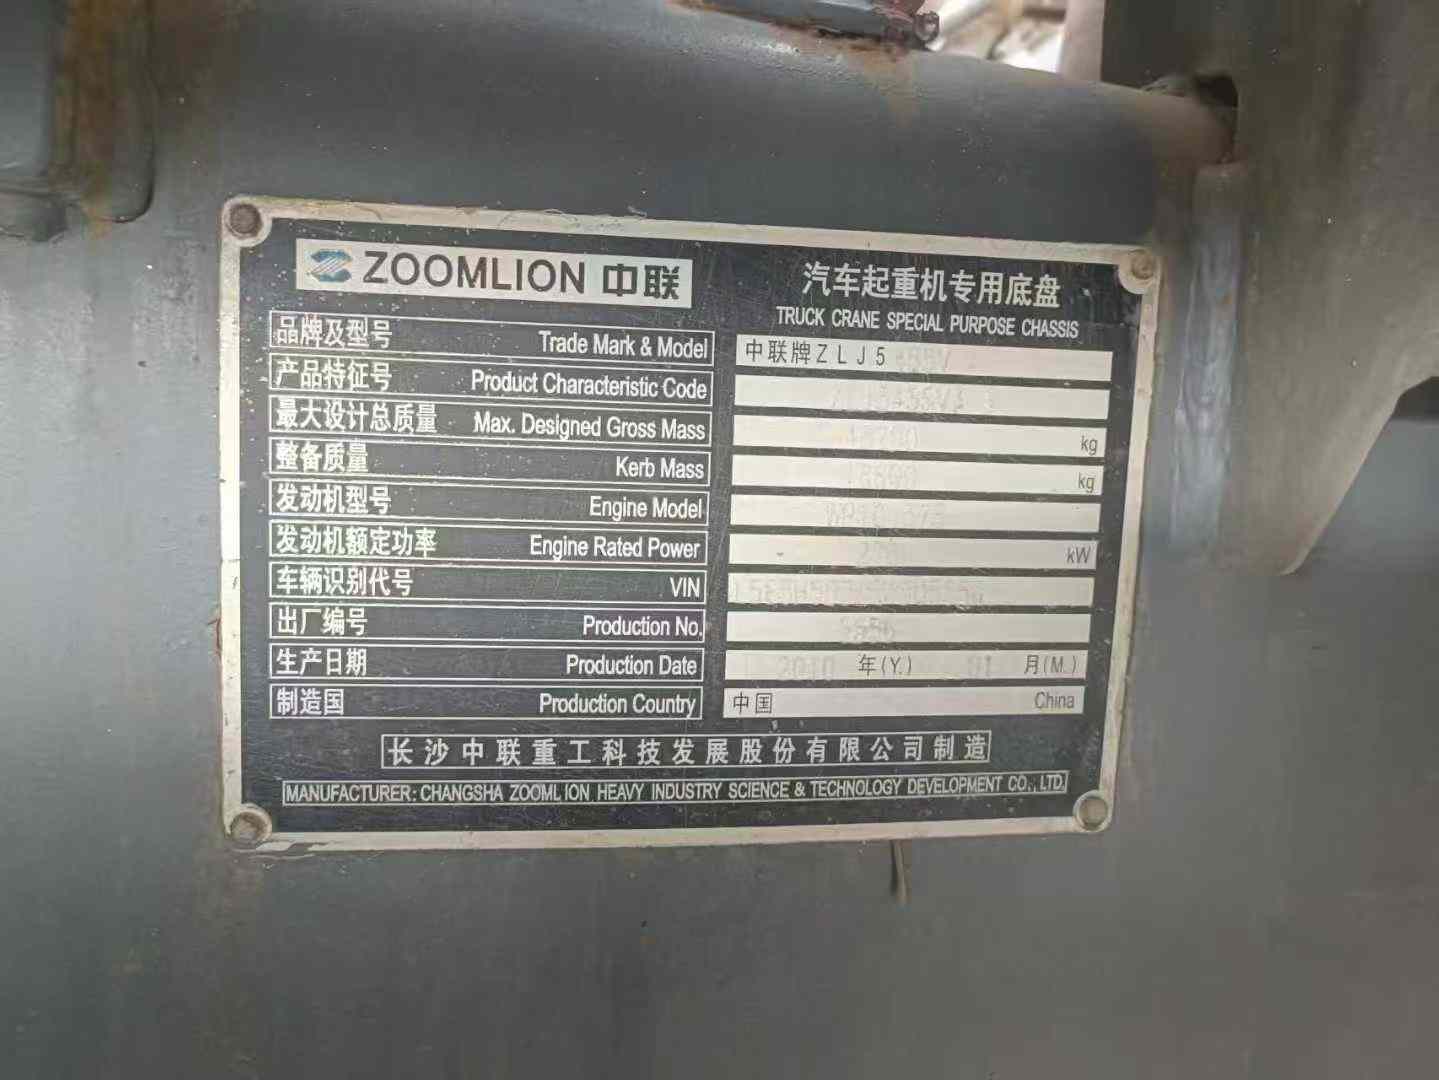 ZOOMLION 中联
汽车起重机专用底盘
TRUCK CRANE SPECIAL PURPOSE CHASSIS
品牌及型号 Trade Mark & Model 中联牌ZLJ5
产品特征号 Product Characteristic Code
最大设计总质量 Max. Designed Gross Mass kg
整备质量 Kerb Mass kg
发动机型号 Engine Model
发动机额定功率 Engine Rated Power kW
车辆识别代号 VIN
出厂编号 Production No.
生产日期 Production Date 2010 年(Y.) 01 月(M.)
制造国 Production Country 中国 China
长沙中联重工科技发展股份有限公司制造
MANUFACTURER: CHANGSHA ZOOMLION HEAVY INDUSTRY SCIENCE & TECHNOLOGY DEVELOPMENT CO., LTD.